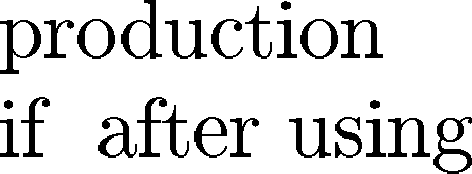 production
if after using